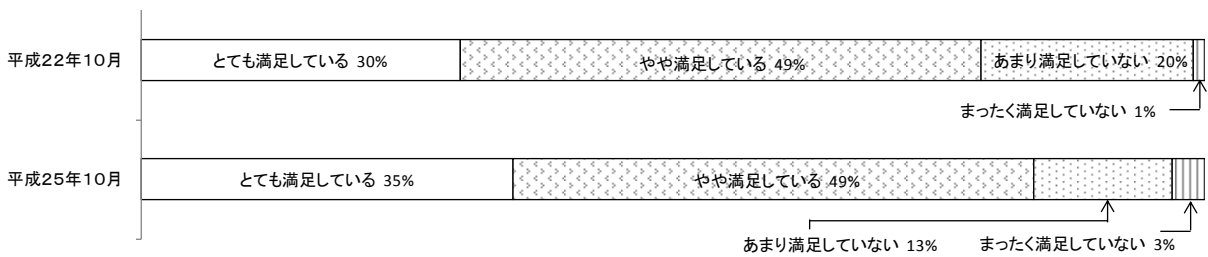 平成22年10月
とても満足している 30%
やや満足している 49%
あまり満足していない 20%
まったく満足していない 1%
平成25年10月
とても満足している 35%
やや満足している 49%
あまり満足していない 13%
まったく満足していない 3%